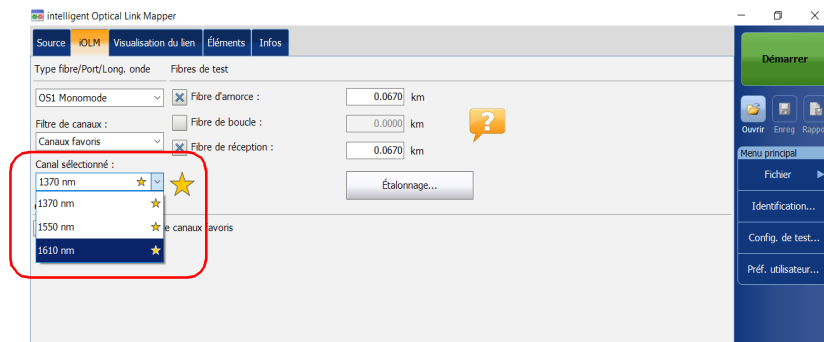 intelligent Optical Link Mapper
Source iOLM Visualisation du lien Éléments Infos
Démarrer
Type fibre/Port/Long. onde Fibres de test
OS1 Monomode Fibre d'amorce : 0.0670 km
Filtre de canaux : Fibre de boucle : 0.0000 km
Canaux favoris Fibre de réception : 0.0670 km
Ouvrir Enreg Rappo
Menu principal
Canal sélectionné :
1370 nm Étalonnage...
Fichier
1370 nm
Identification...
1550 nm e canaux favoris
Config. de test...
1610 nm
Préf. utilisateur...